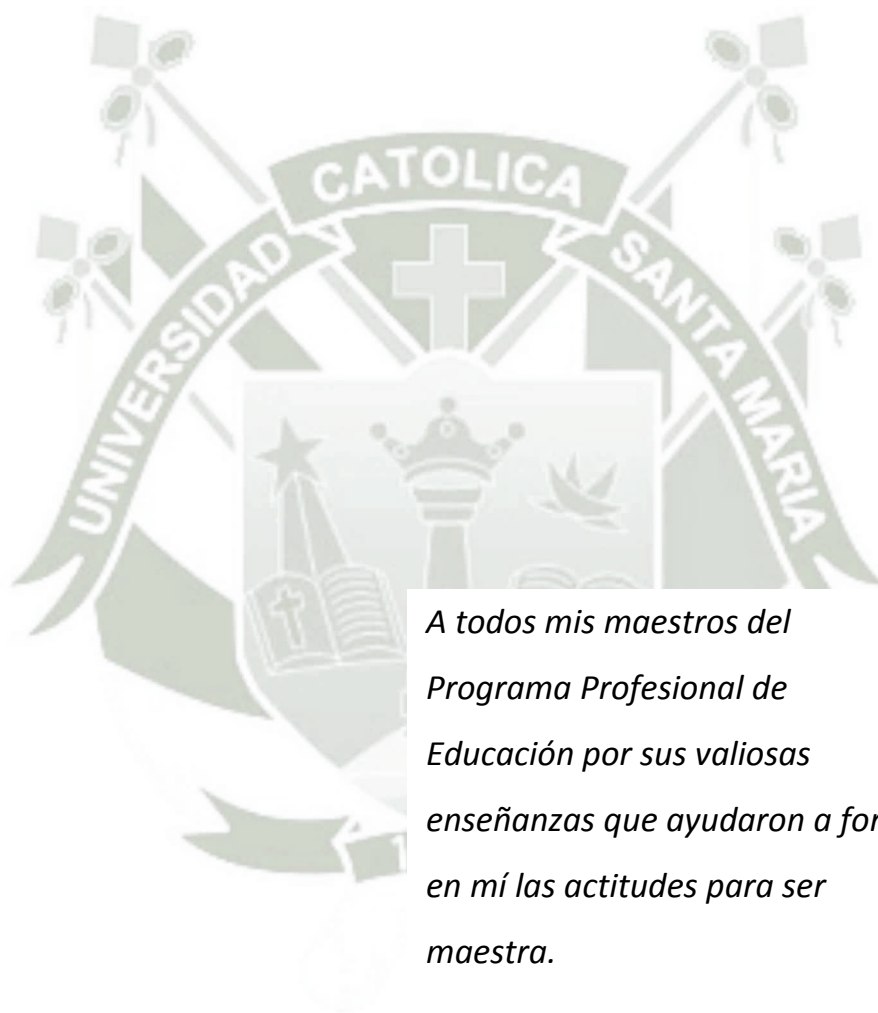 UNIVERSIDAD CATOLICA SANTA MARIA
A todos mis maestros del
Programa Profesional de
Educación por sus valiosas
enseñanzas que ayudaron a
en mí las actitudes para ser
maestra.